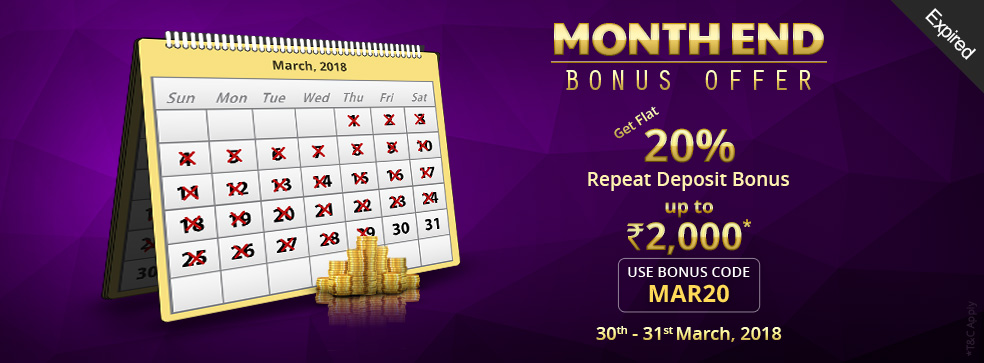 March, 2018
Sun Mon Tue Wed Thu Fri Sat
1 2 3
4 5 6 7 8 9 10
11 12 13 14 15 16 17
18 19 20 21 22 23 24
25 26 27 28 29 30 31
30
MONTH END
BONUS OFFER
Get Flat
20%
Repeat Deposit Bonus
up to
₹2,000*
USE BONUS CODE
MAR20
30th - 31st March, 2018
Expired
*T&C Apply